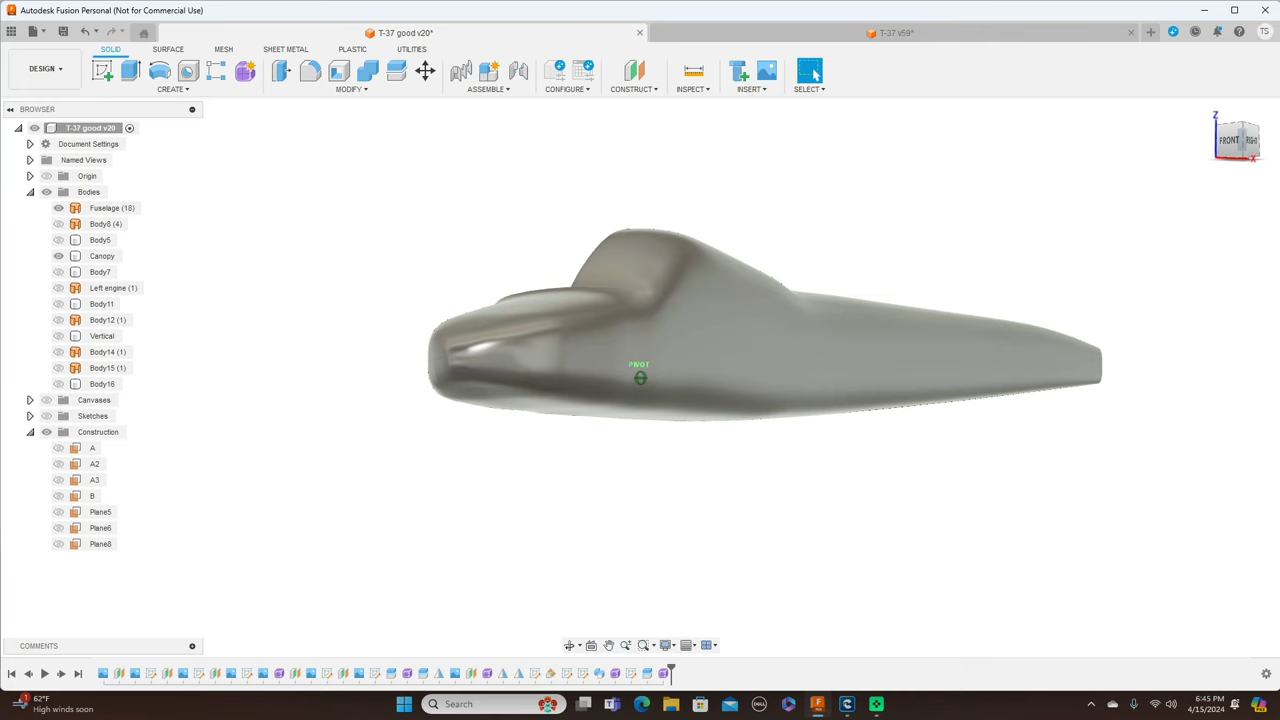 Autodesk Fusion Personal (Not for Commercial Use)
T-37 good v20*
T-37 v59*
TS
DESIGN
SOLID
SURFACE
MESH
SHEET METAL
PLASTIC
UTILITIES
CREATE
MODIFY
ASSEMBLE
CONFIGURE
CONSTRUCT
INSPECT
INSERT
SELECT
BROWSER
T-37 good v20
Document Settings
Named Views
Origin
Bodies
Fuselage (18)
Body8 (4)
Body5
Canopy
Body7
Left engine (1)
Body11
Body12 (1)
Vertical
Body14 (1)
Body15 (1)
Body16
Canvases
Sketches
Construction
A
A2
A3
B
Plane5
Plane6
Plane8
Z
FRONT
RIGHT
X
PIVOT
COMMENTS
1
62°F
High winds soon
Search
DELL
6:45 PM
4/15/2024